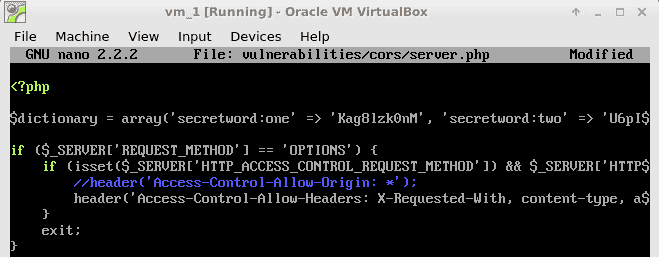 vm_1 [Running] - Oracle VM VirtualBox
File Machine View Input Devices Help
GNU nano 2.2.2 File: vulnerabilities/cors/server.php Modified
<?php
$dictionary = array('secretword:one' => 'Kag8lzk0nM', 'secretword:two' => 'U6pI$
if ($_SERVER['REQUEST_METHOD'] == 'OPTIONS') {
if (isset($_SERVER['HTTP_ACCESS_CONTROL_REQUEST_METHOD']) && $_SERVER['HTTP$
//header('Access-Control-Allow-Origin: *');
header('Access-Control-Allow-Headers: X-Requested-With, content-type, a$
}
exit;
}